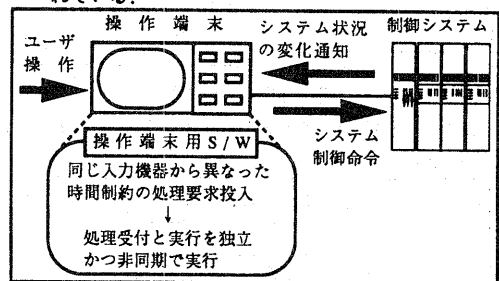 れている.
操作端末
システム状況
の変化通知
制御システム
ユーザ
操作
システム
制御命令
操作端末用S/W
同じ入力機器から異なった
時間制約の処理要求投入
↓
処理受付と実行を独立
かつ非同期で実行